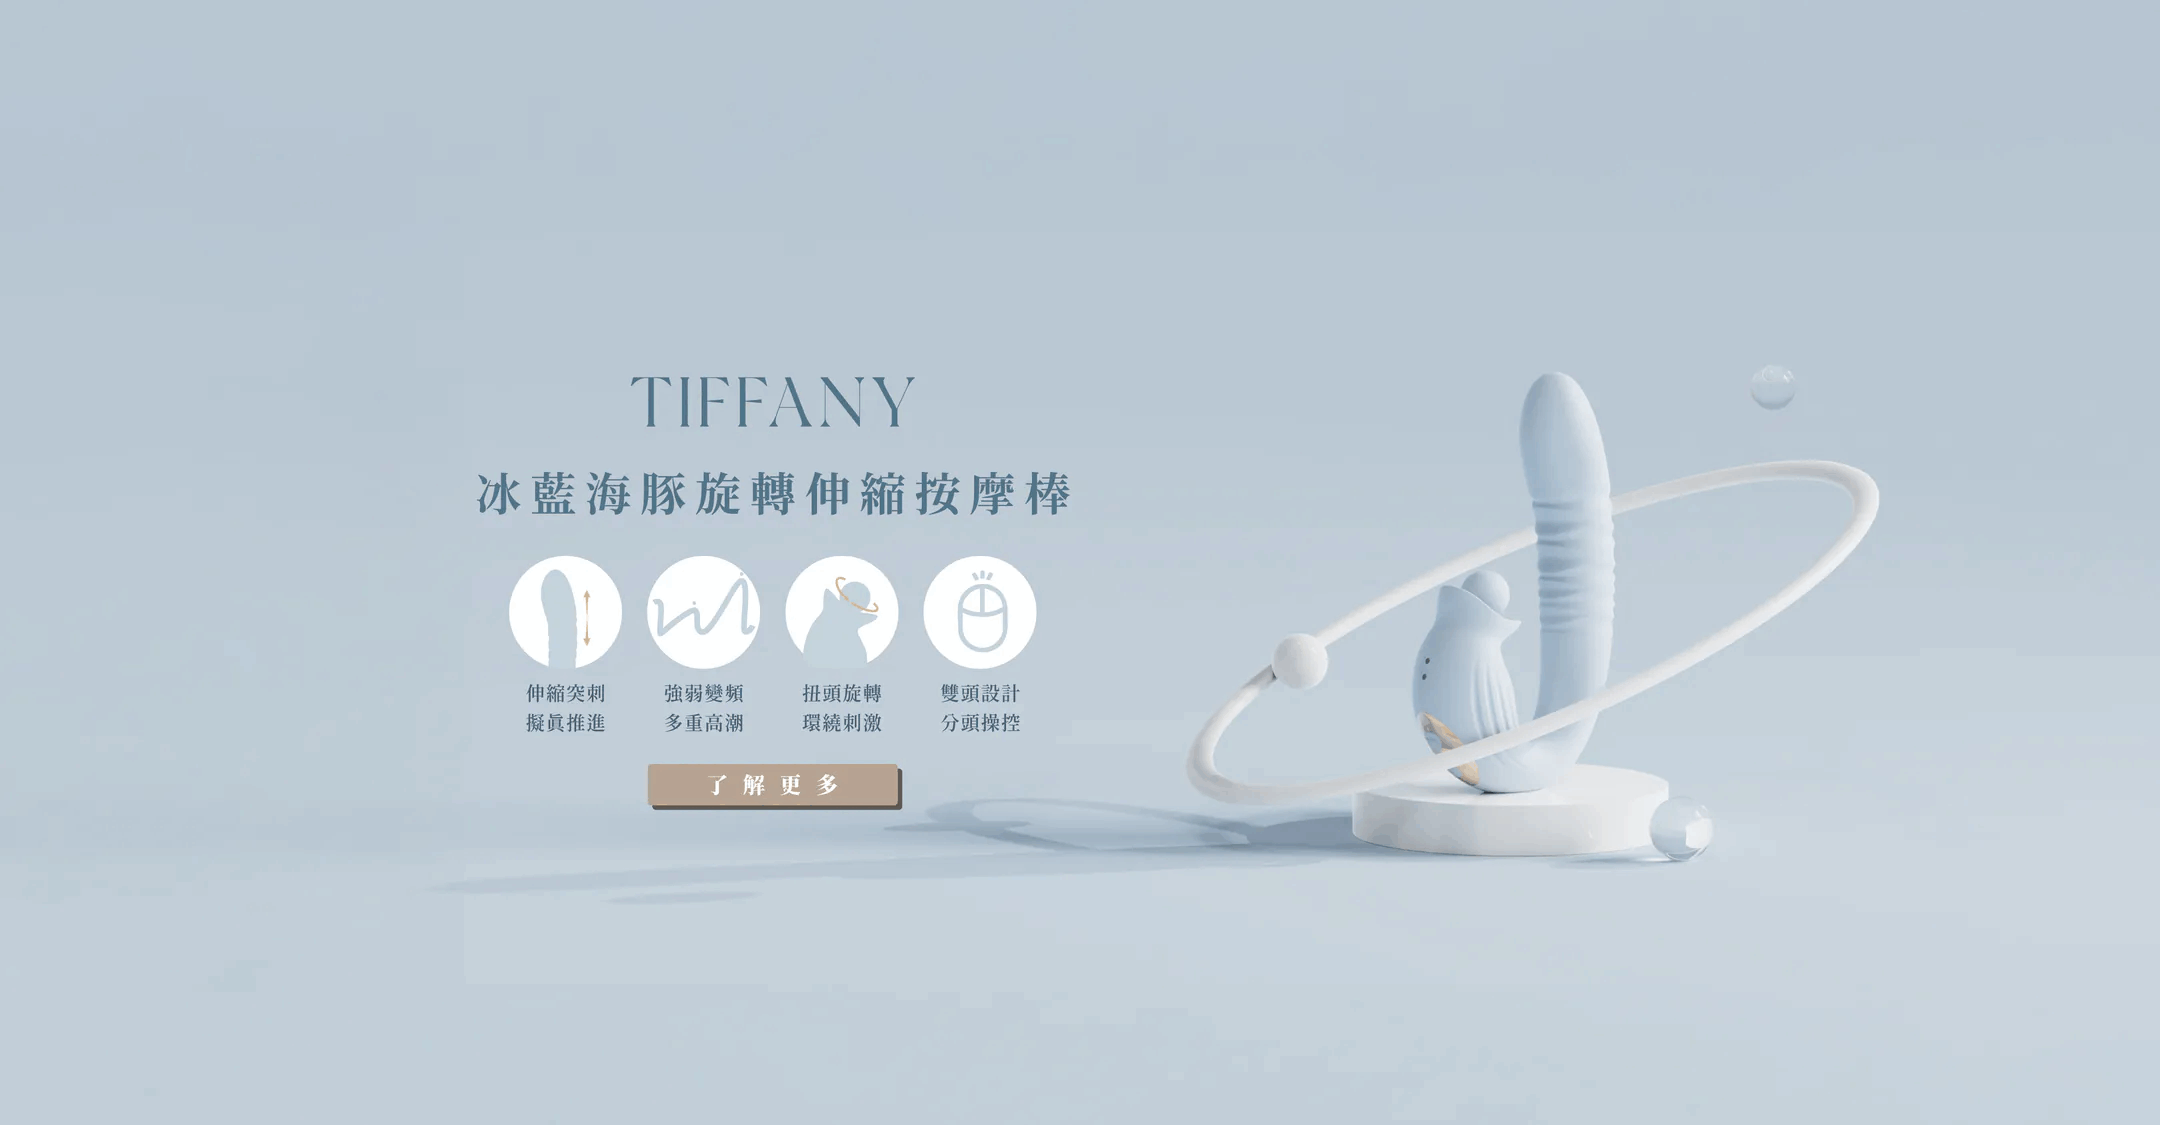 TIFFANY
冰藍海豚旋轉伸縮按摩棒
伸縮突刺
擬真推進
強弱變頻
多重高潮
扭頭旋轉
環繞刺激
雙頭設計
分頭操控
了解更多